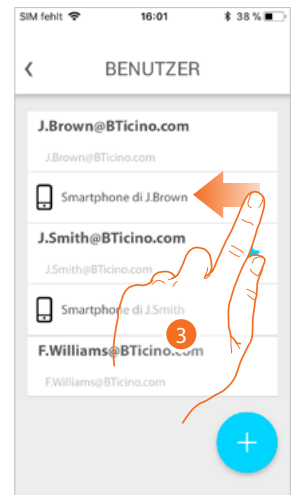 SIM fehlt 16:01 38 %
BENUTZER
J.Brown@BTicino.com
J.Brown@BTicino.com
Smartphone di J.Brown
J.Smith@BTicino.com
J.Smith@BTicino.com
Smartphone di J.Smith
3
F.Williams@BTicino.com
F.Williams@BTicino.com
+